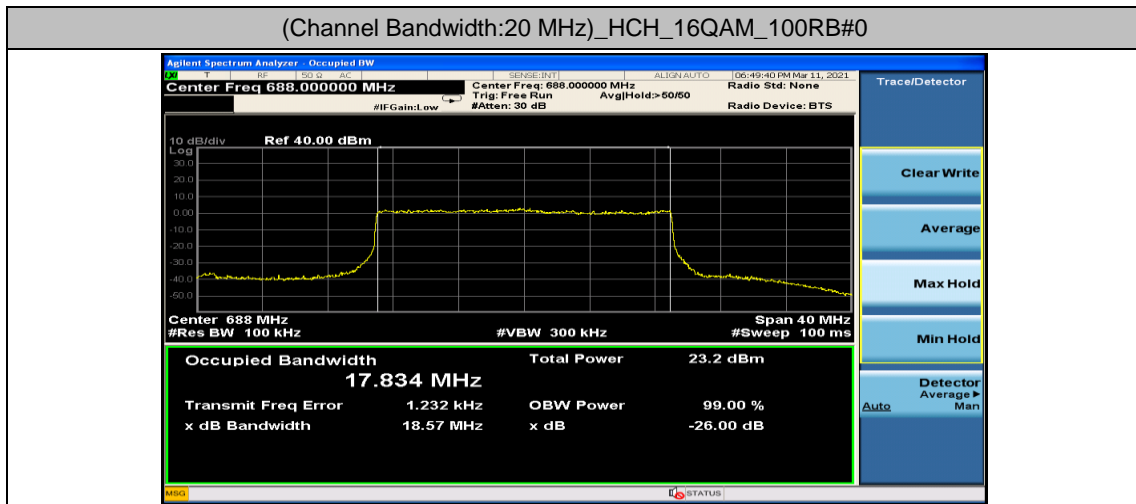 (Channel Bandwidth:20 MHz)_HCH_16QAM_100RB#0
Agilent Spectrum Analyzer - Occupied BW
LXI T RF 50 Ω AC SENSE:INT ALIGN AUTO 06:49:40 PM Mar 11, 2021
Center Freq 688.000000 MHz
Center Freq: 688.000000 MHz
Radio Std: None
Trig: Free Run Avg|Hold:>50/50
#IFGain:Low
#Atten: 30 dB
Radio Device: BTS
10 dB/div Ref 40.00 dBm
Log
30.0
20.0
10.0
0.00
-10.0
-20.0
-30.0
-40.0
-50.0
Center 688 MHz Span 40 MHz
#Res BW 100 kHz #VBW 300 kHz #Sweep 100 ms
Occupied Bandwidth Total Power 23.2 dBm
17.834 MHz
Transmit Freq Error 1.232 kHz OBW Power 99.00 %
x dB Bandwidth 18.57 MHz x dB -26.00 dB
Trace/Detector
Clear Write
Average
Max Hold
Min Hold
Detector
Average
Auto Man
MSG STATUS